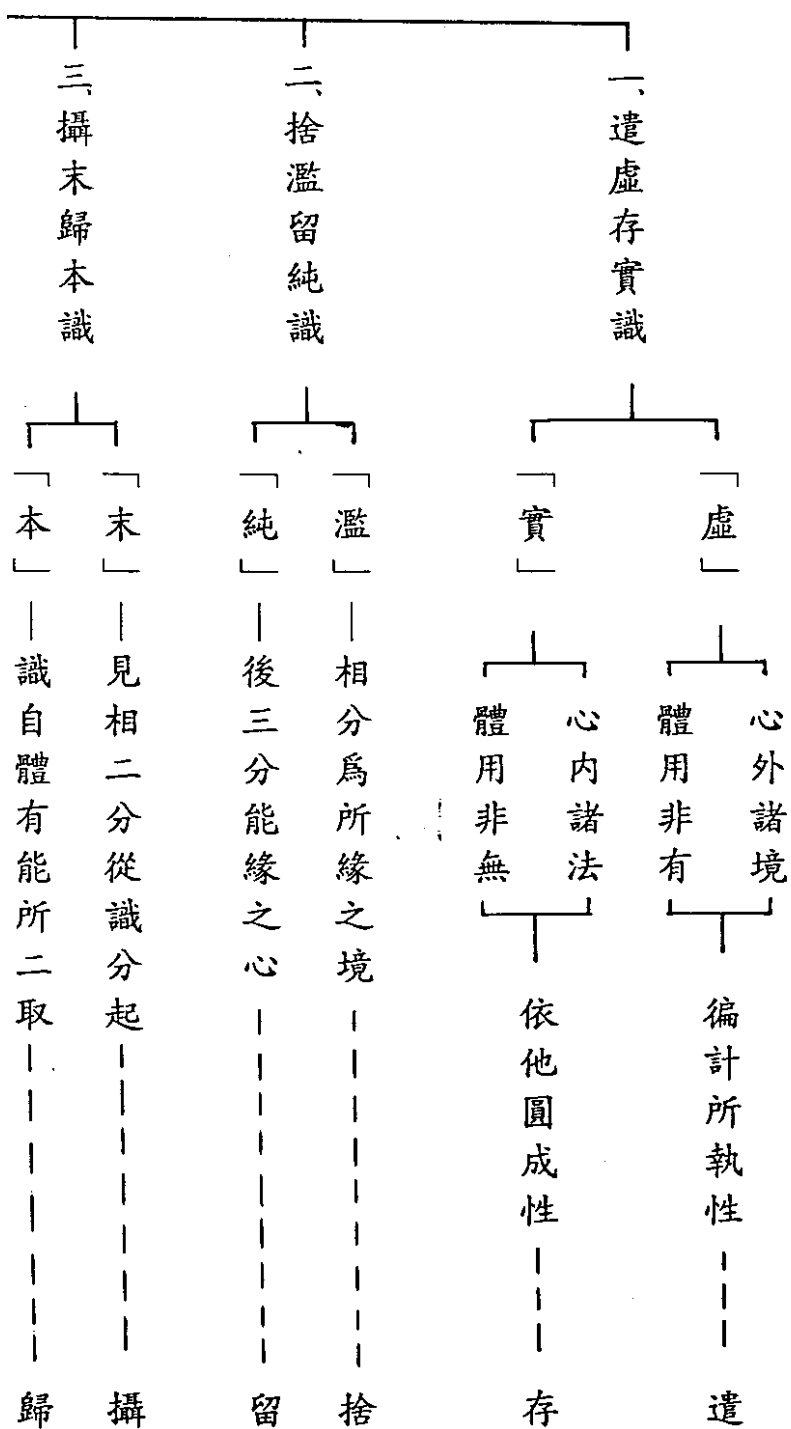 一、遣虛存實識
「虛」
心外諸境
體用非有
徧計所執性
遣
「實」
心內諸法
體用非無
依他圓成性
存
二、捨濫留純識
「濫」
相分爲所緣之境
捨
「純」
後三分能緣之心
留
三、攝末歸本識
「末」
見相二分從識分起
攝
「本」
識自體有能所二取
歸